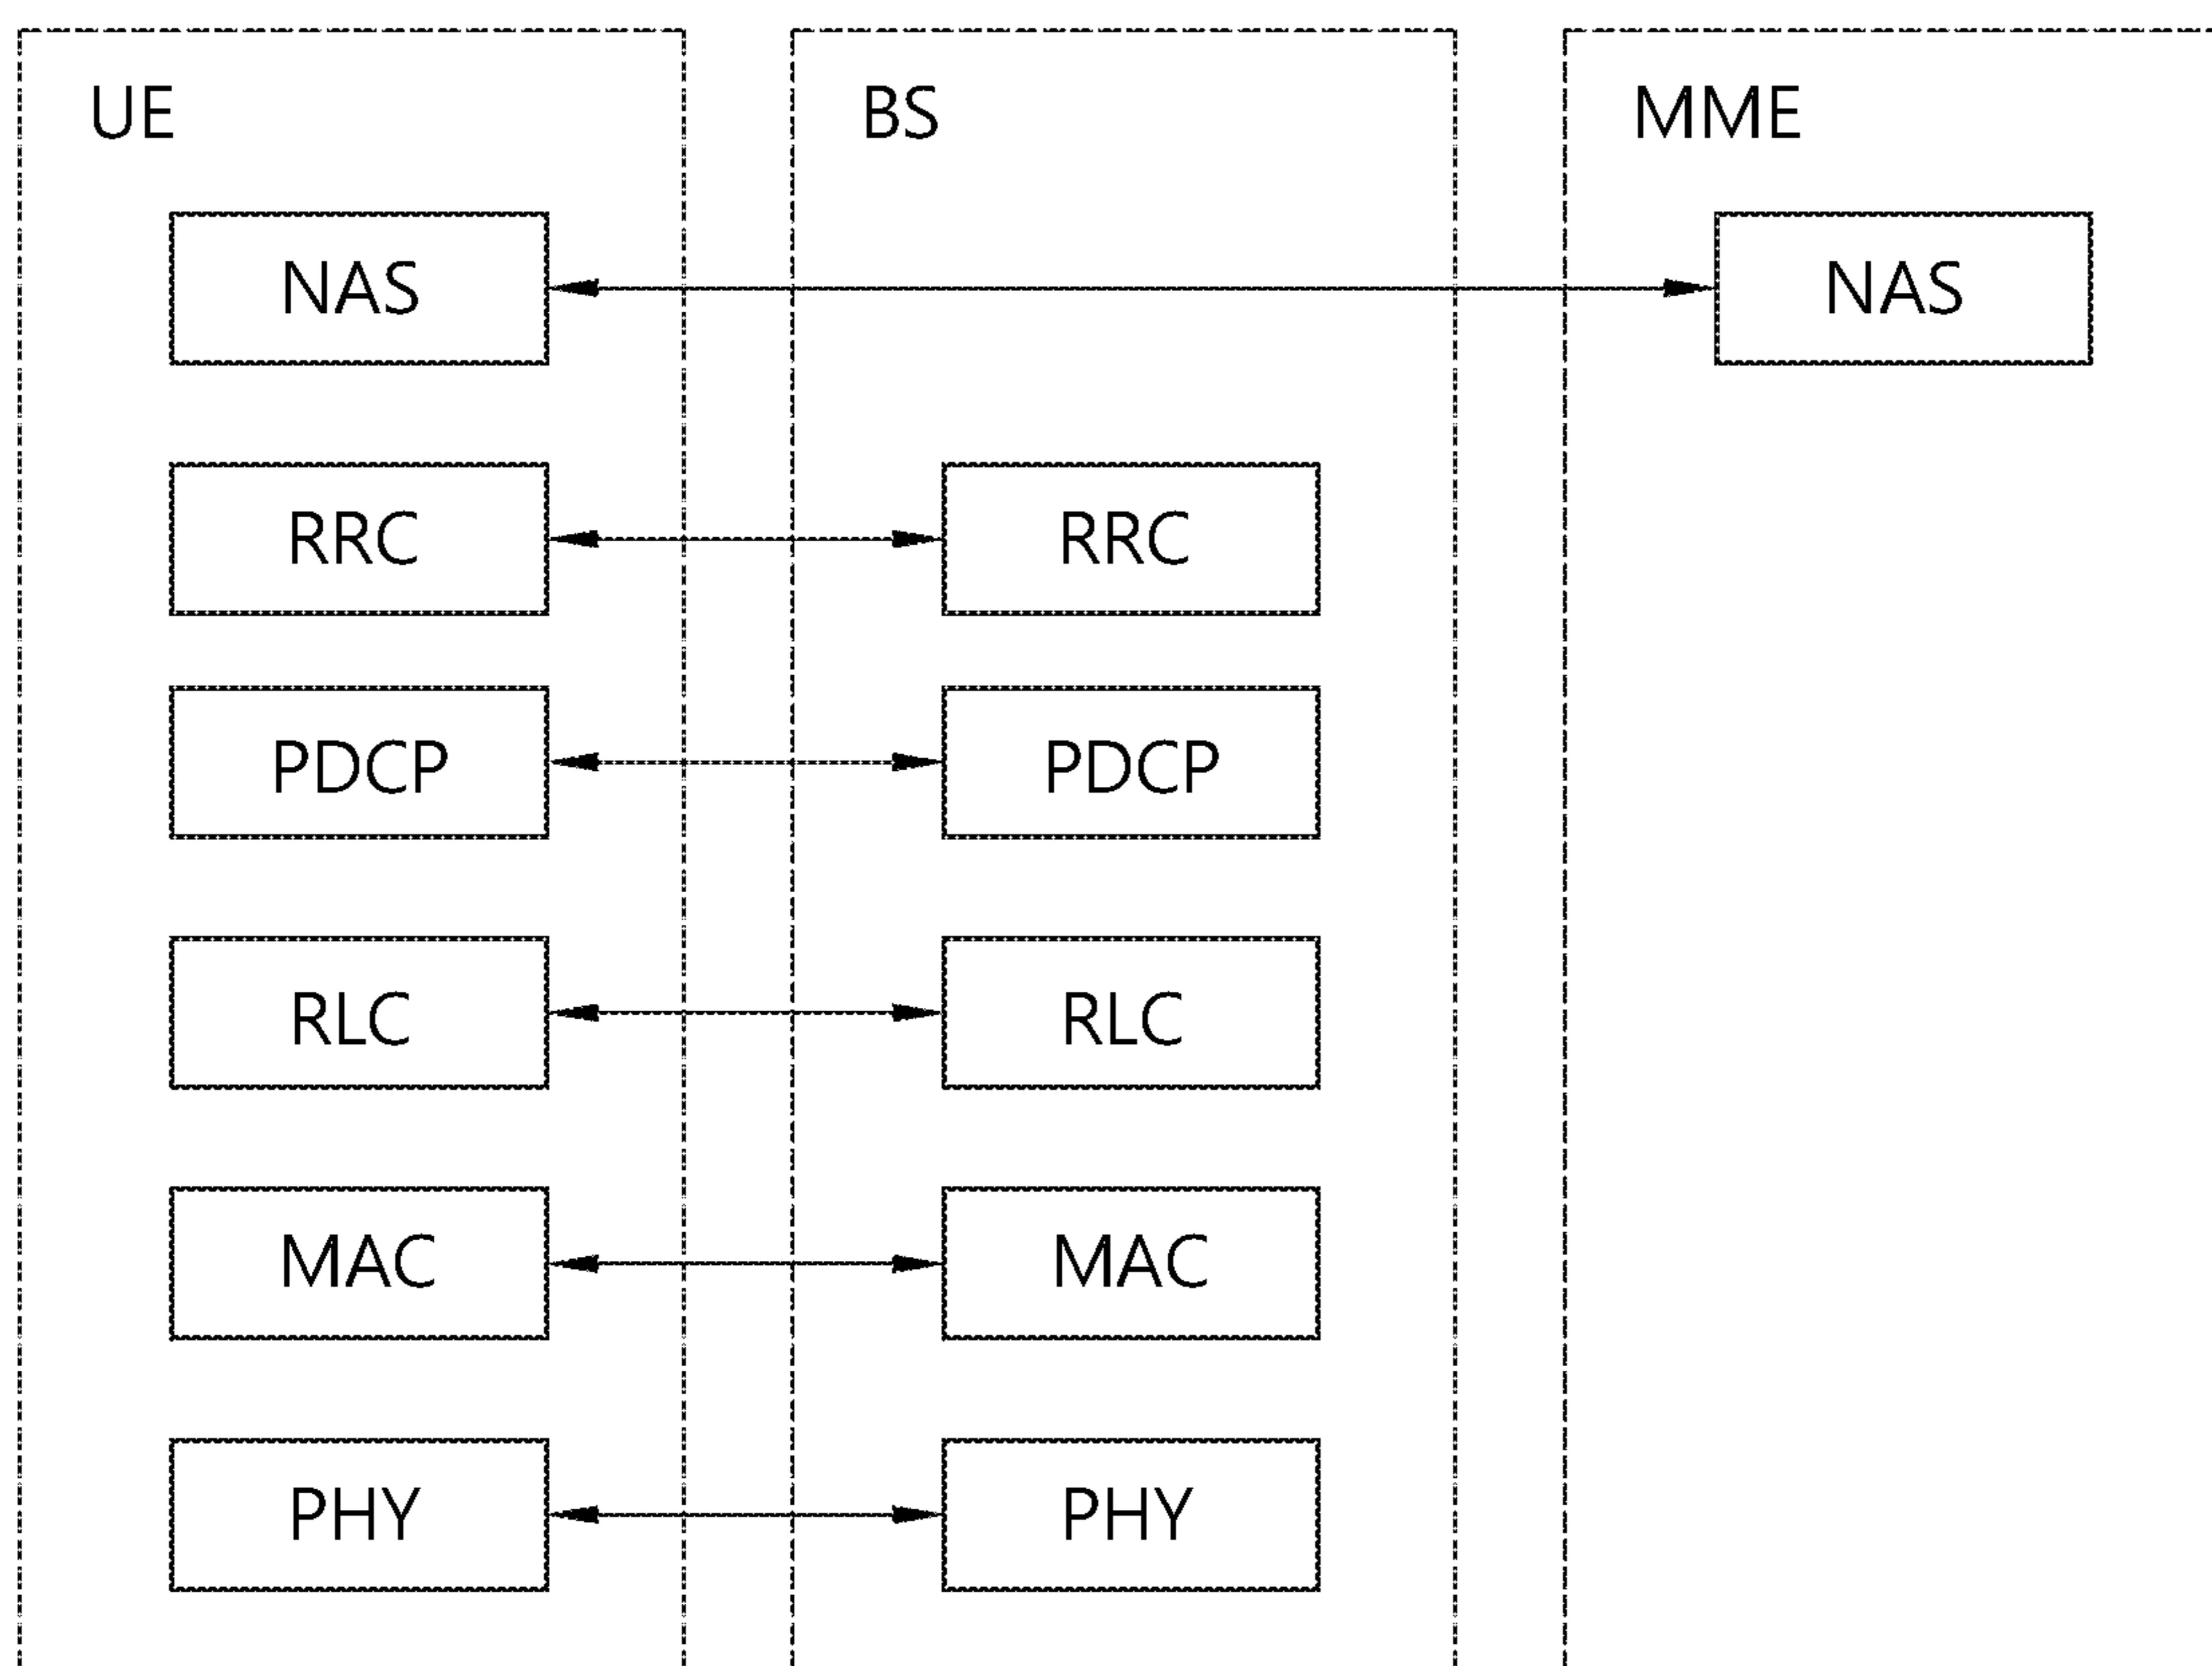 UE BS MME
NAS NAS
RRC RRC
PDCP PDCP
RLC RLC
MAC MAC
PHY PHY